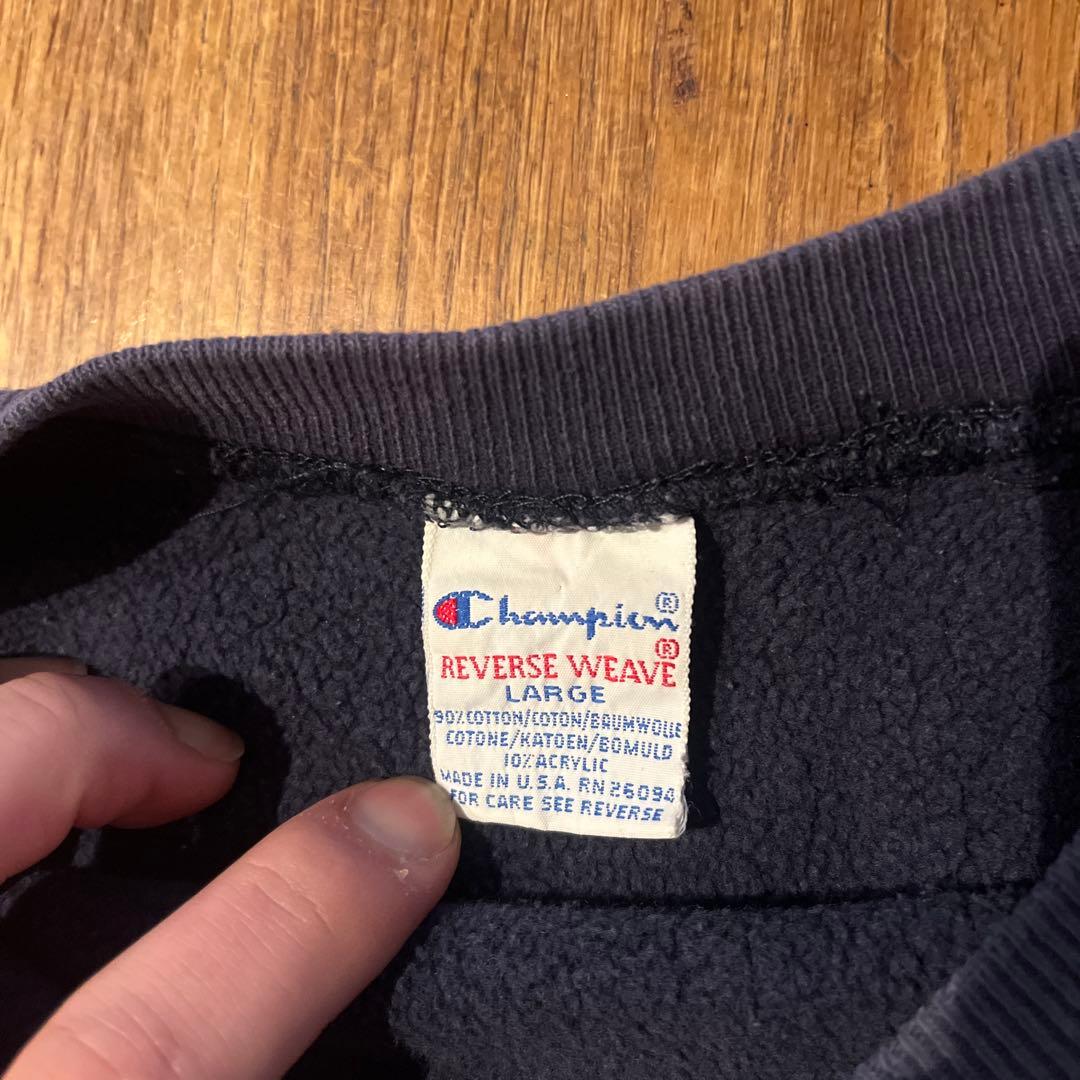 Champion®
REVERSE WEAVE®
LARGE
90% COTTON/COTON/BAUMWOLLE
COTONE/KATOEN/BOMULD
10% ACRYLIC
MADE IN U.S.A. RN 26094
FOR CARE SEE REVERSE